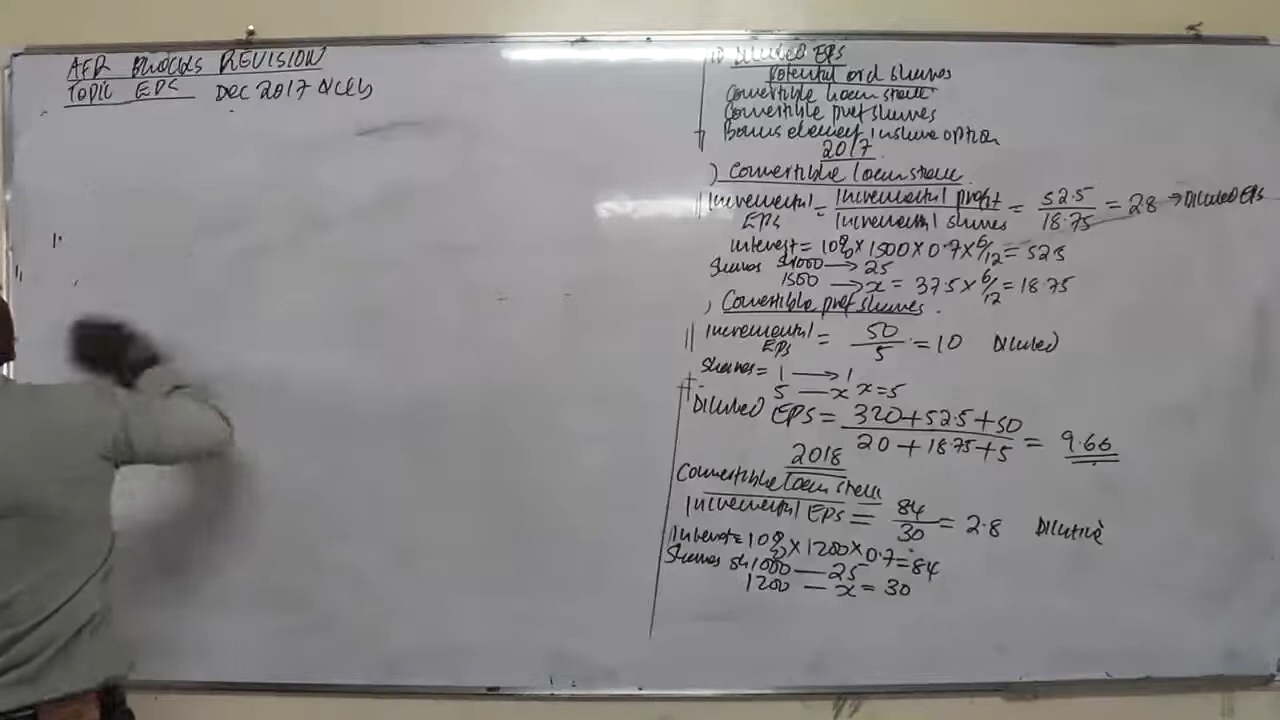 AFR BLOCKS REVISION
TOPIC EPS DEC 2017 Q(C)
Diluted EPS
Potential ord shares
Convertible loan stock
Convertible pref shares
Bonus element in share option
2017
) Convertible loan stock
Incremental EPS = Incremental profit / Incremental shares = 52.5 / 18.75 = 2.8 → Diluted EPS
Interest = 10% × 1500 × 0.7 × 6/12 = 52.5
Shares sh1000 → 25
1500 → x = 37.5 × 6/12 = 18.75
) Convertible pref shares.
Incremental EPS = 50 / 5 = 10 Diluted
Shares = 1 → 1
5 — x x = 5
Diluted EPS = 320 + 52.5 + 50 / 20 + 18.75 + 5 = 9.66
2018
Convertible loan stock
Incremental EPS = 84 / 30 = 2.8 Dilutive
Interest = 10% × 1200 × 0.7 = 84
Shares sh 1000 — 25
1200 — x = 30